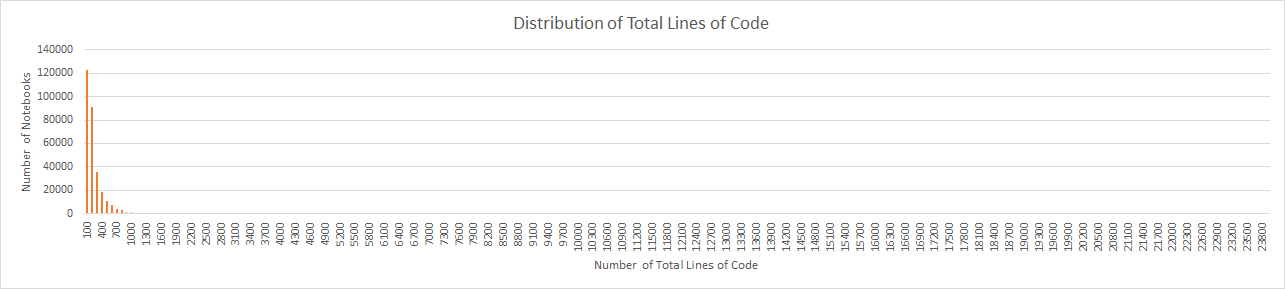 Distribution of Total Lines of Code
Number of Notebooks
140000
120000
100000
80000
60000
40000
20000
0
100 400 700 1000 1300 1600 1900 2200 2500 2800 3100 3400 3700 4000 4300 4600 4900 5200 5500 5800 6100 6400 6700 7000 7300 7600 7900 8200 8500 8800 9100 9400 9700 10000 10300 10600 10900 11200 11500 11800 12100 12400 12700 13000 13300 13600 13900 14200 14500 14800 15100 15400 15700 16000 16300 16600 16900 17200 17500 17800 18100 18400 18700 19000 19300 19600 19900 20200 20500 20800 21100 21400 21700 22000 22300 22600 22900 23200 23500 23800
Number of Total Lines of Code